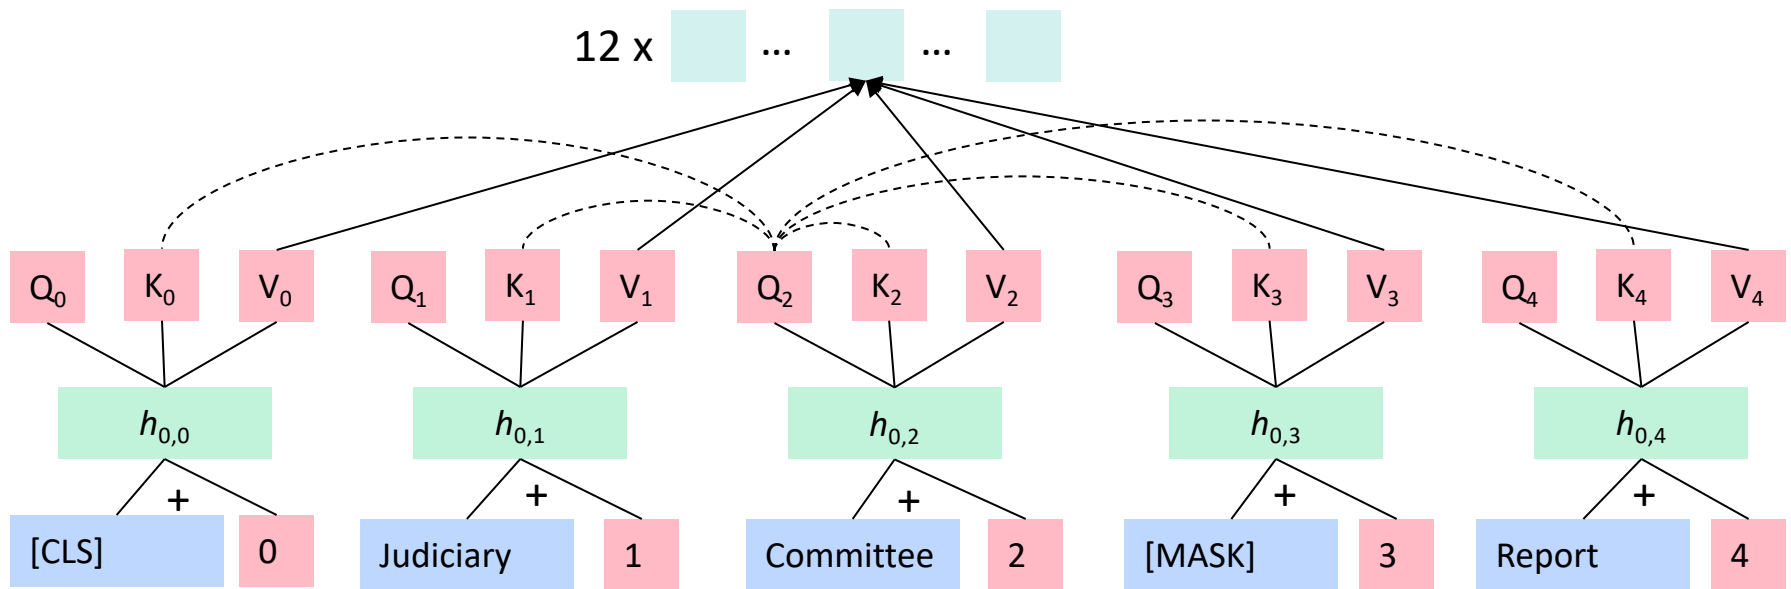 12 x ... ...
Q0 K0 V0 Q1 K1 V1 Q2 K2 V2 Q3 K3 V3 Q4 K4 V4
h0,0 h0,1 h0,2 h0,3 h0,4
+ + + + +
[CLS] 0 Judiciary 1 Committee 2 [MASK] 3 Report 4